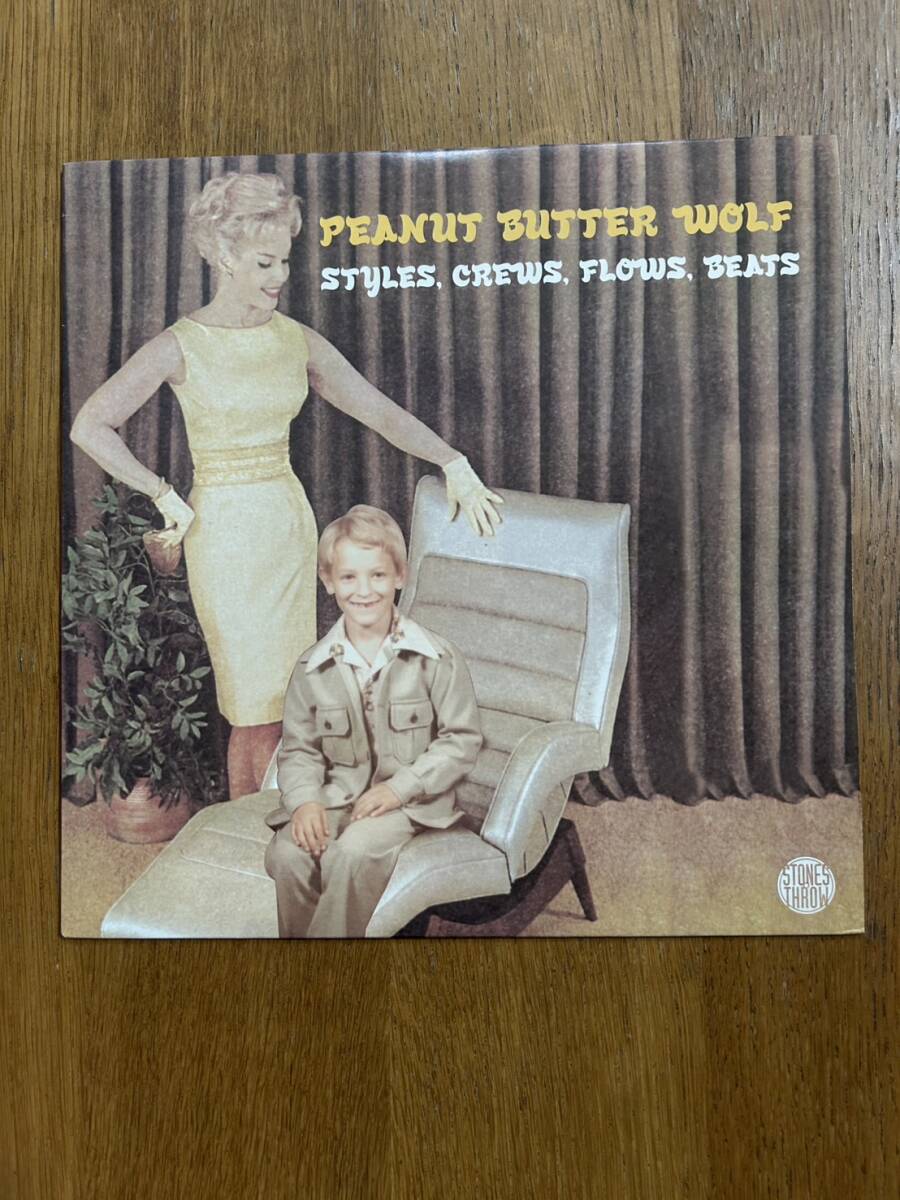 PEANUT BUTTER WOLF
STYLES, CREWS, FLOWS, BEATS
STONES
THROW